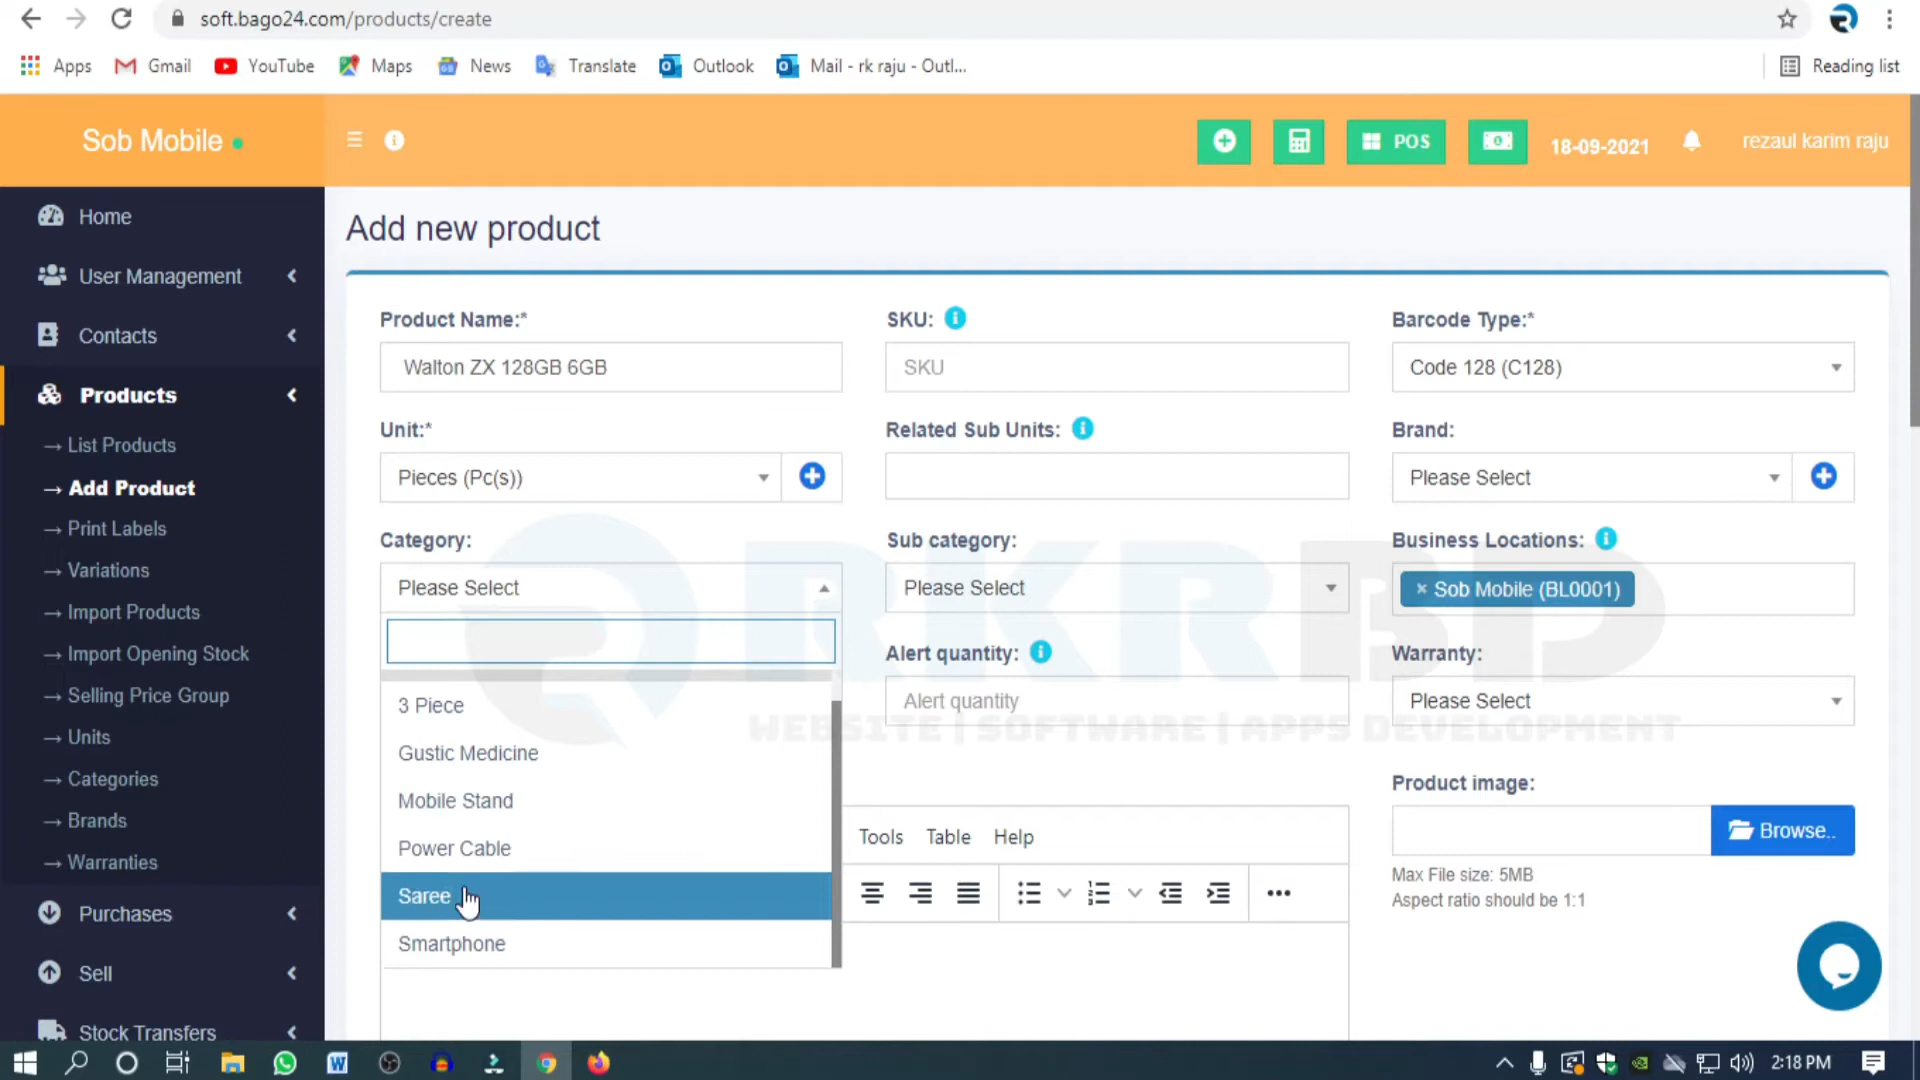 soft.bago24.com/products/create
Apps
Gmail
YouTube
Maps
News
Translate
Outlook
Mail - rk raju - Outl...
Reading list
Sob Mobile
POS
18-09-2021
rezaul karim raju
Home
User Management
Contacts
Products
→ List Products
→ Add Product
→ Print Labels
→ Variations
→ Import Products
→ Import Opening Stock
→ Selling Price Group
→ Units
→ Categories
→ Brands
→ Warranties
Purchases
Sell
Stock Transfers
Add new product
Product Name:*
Walton ZX 128GB 6GB
SKU:
SKU
Barcode Type:*
Code 128 (C128)
Unit:*
Pieces (Pc(s))
Related Sub Units:
Brand:
Please Select
Category:
Please Select
Sub category:
Please Select
Business Locations:
× Sob Mobile (BL0001)
3 Piece
Gustic Medicine
Mobile Stand
Power Cable
Saree
Smartphone
Alert quantity:
Alert quantity
Warranty:
Please Select
RKRBD
WEBSITE | SOFTWARE | APPS DEVELOPMENT
Tools Table Help
Product image:
Browse..
Max File size: 5MB
Aspect ratio should be 1:1
2:18 PM